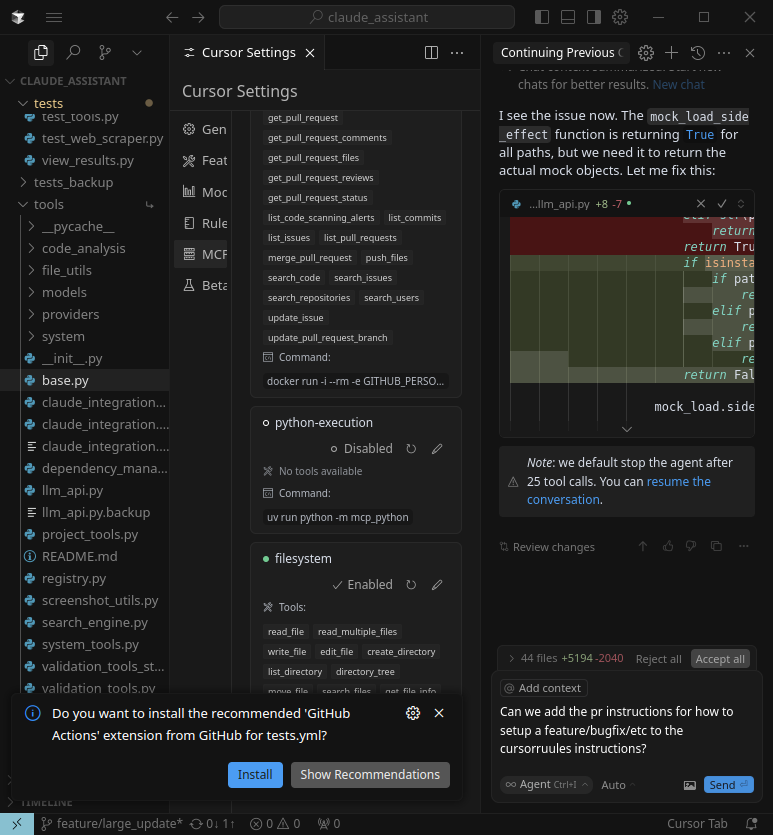 claude_assistant
Cursor Settings
Continuing Previous C
CLAUDE_ASSISTANT
tests
test_tools.py
test_web_scraper.py
view_results.py
tests_backup
tools
__pycache__
code_analysis
file_utils
models
providers
system
__init__.py
base.py
claude_integration...
claude_integration....
claude_integration....
dependency_mana...
llm_api.py
llm_api.py.backup
project_tools.py
README.md
registry.py
screenshot_utils.py
search_engine.py
system_tools.py
validation_tools_st...
validation_tools.py
TIMELINE
Cursor Settings
Gen
Feat
Mod
Rule
MCP
Beta
get_pull_request
get_pull_request_comments
get_pull_request_files
get_pull_request_reviews
get_pull_request_status
list_code_scanning_alerts list_commits
list_issues list_pull_requests
merge_pull_request push_files
search_code search_issues
search_repositories search_users
update_issue
update_pull_request_branch
Command:
docker run -i --rm -e GITHUB_PERSO...
python-execution
Disabled
No tools available
Command:
uv run python -m mcp_python
filesystem
Enabled
Tools:
read_file read_multiple_files
write_file edit_file create_directory
list_directory directory_tree
move_file search_files get_file_info
chats for better results. New chat
I see the issue now. The mock_load_side
_effect function is returning True for
all paths, but we need it to return the
actual mock objects. Let me fix this:
...llm_api.py +8 -7
elif str(p
return
return Tru
if isinsta
if pat
re
elif p
re
elif p
re
return Fal
mock_load.side
Note: we default stop the agent after
25 tool calls. You can resume the
conversation.
Review changes
44 files +5194 -2040 Reject all Accept all
@ Add context
Can we add the pr instructions for how to
setup a feature/bugfix/etc to the
cursorruules instructions?
Agent Ctrl+I Auto Send
Do you want to install the recommended 'GitHub
Actions' extension from GitHub for tests.yml?
Install Show Recommendations
feature/large_update* 0↓ 1↑ 0 0 0 Cursor Tab